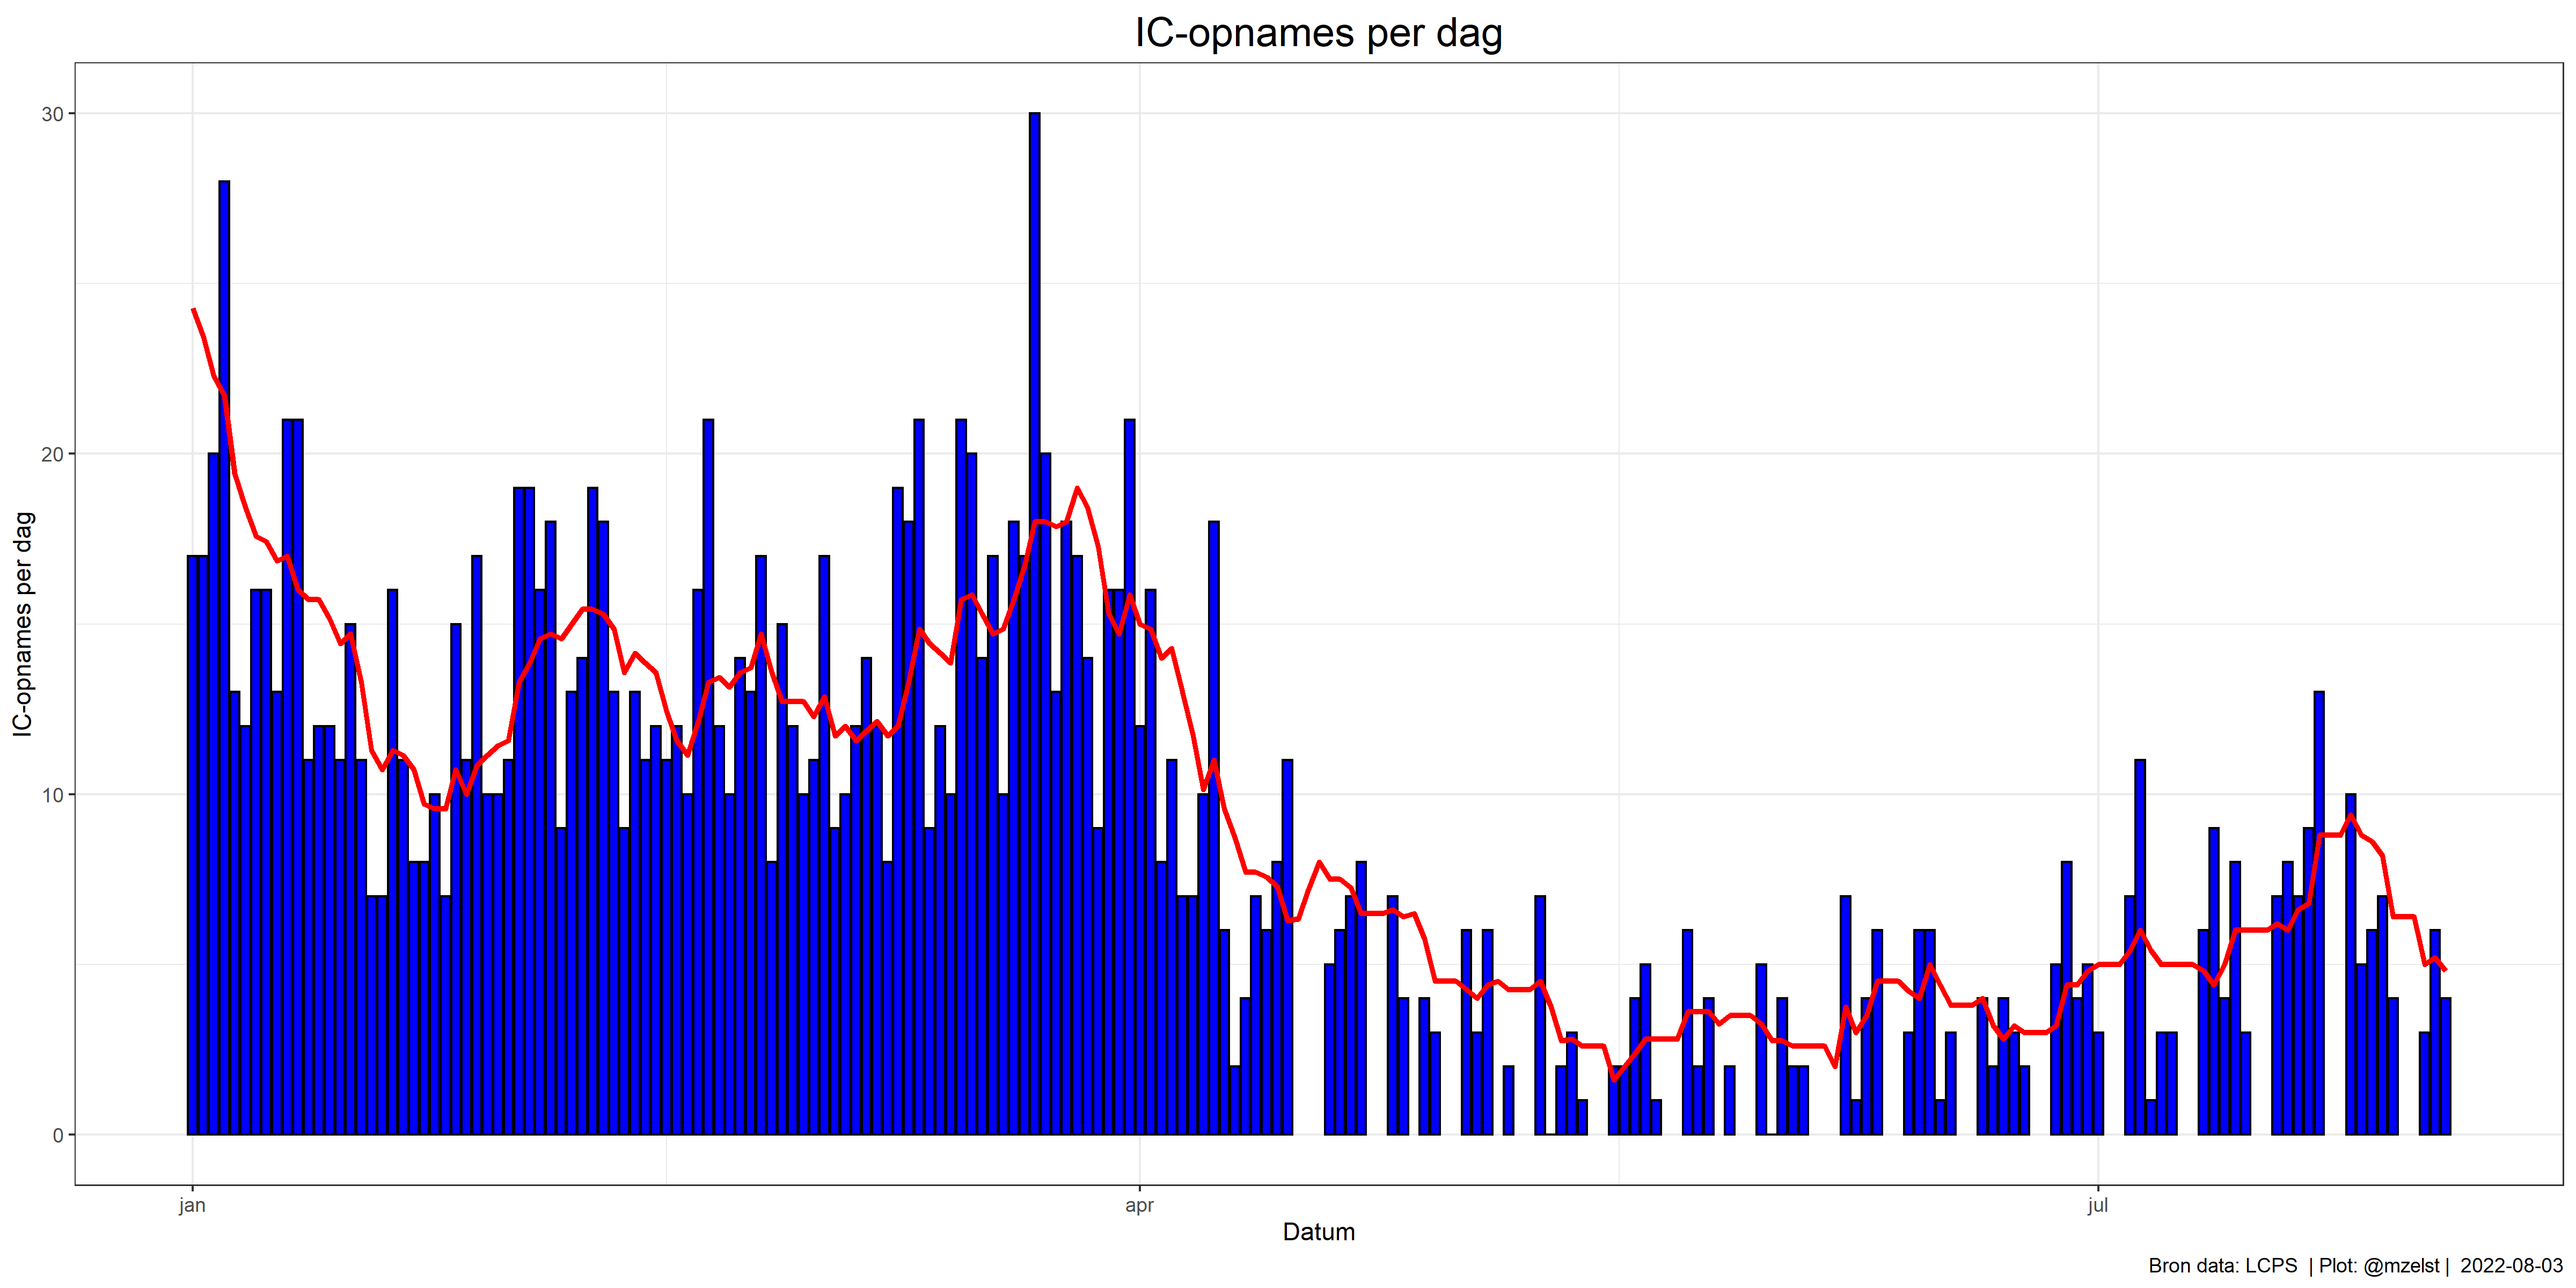 IC-opnames per dag
IC-opnames per dag
30
20
10
0
jan
apr
jul
Datum
Bron data: LCPS | Plot: @mzelst | 2022-08-03